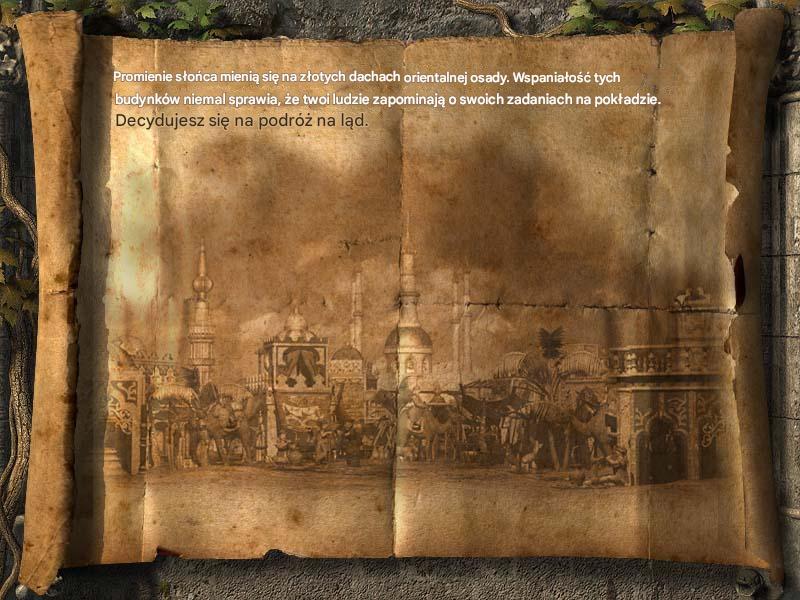 Promienie słońca mienią się na złotych dachach orientalnej osady. Wspaniałość tych
budynków niemal sprawia, że twoi ludzie zapominają o swoich zadaniach na pokładzie.
Decydujesz się na podróż na ląd.